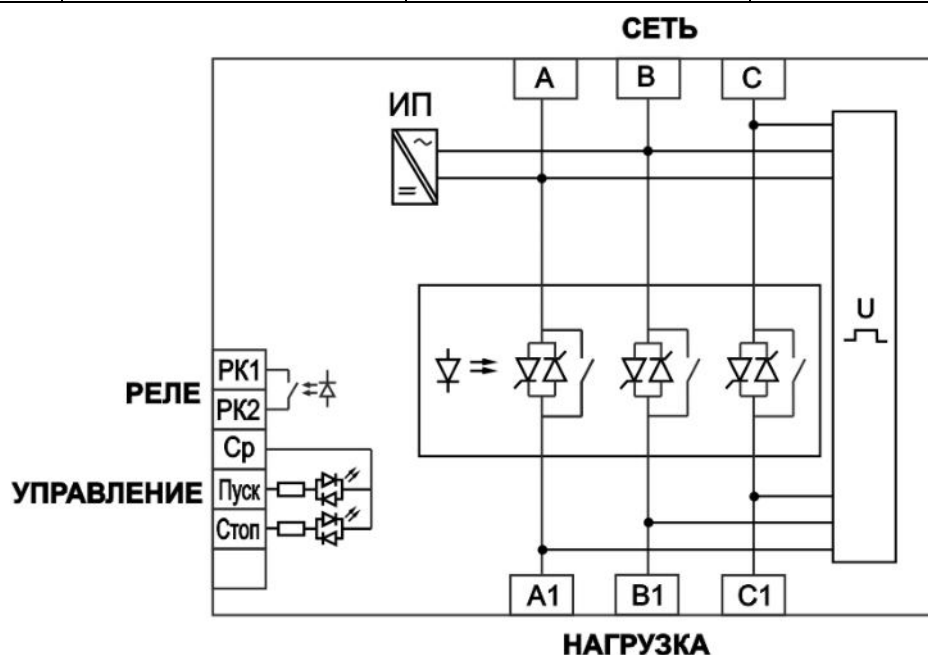 СЕТЬ
A B C
ИП
U
РК1
РЕЛЕ
РК2
Ср
УПРАВЛЕНИЕ Пуск
Стоп
A1 B1 C1
НАГРУЗКА